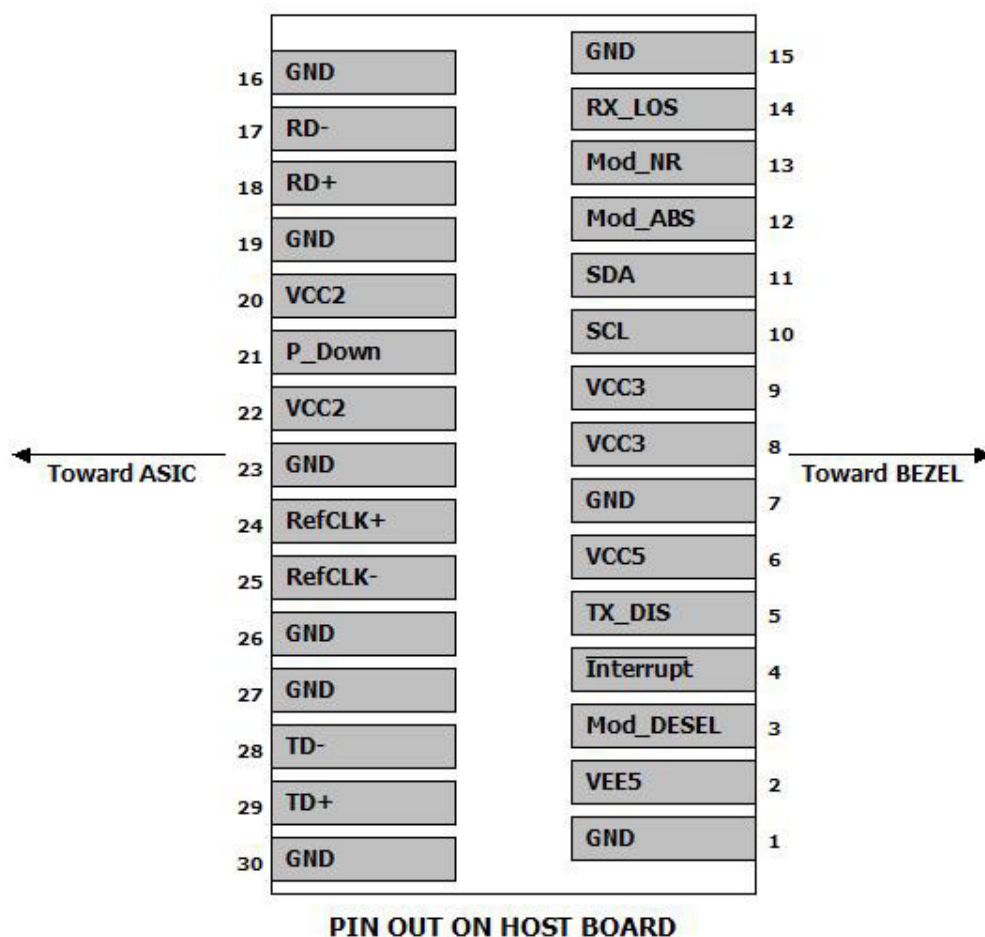 GND 15
16 GND
RX_LOS 14
17 RD-
Mod_NR 13
18 RD+
Mod_ABS 12
19 GND
SDA 11
20 VCC2
SCL 10
21 P_Down
VCC3 9
22 VCC2
VCC3 8
23 GND
Toward ASIC
Toward BEZEL
GND 7
24 RefCLK+
VCC5 6
25 RefCLK-
TX_DIS 5
26 GND
Interrupt 4
27 GND
Mod_DESEL 3
28 TD-
VEE5 2
29 TD+
GND 1
30 GND
PIN OUT ON HOST BOARD